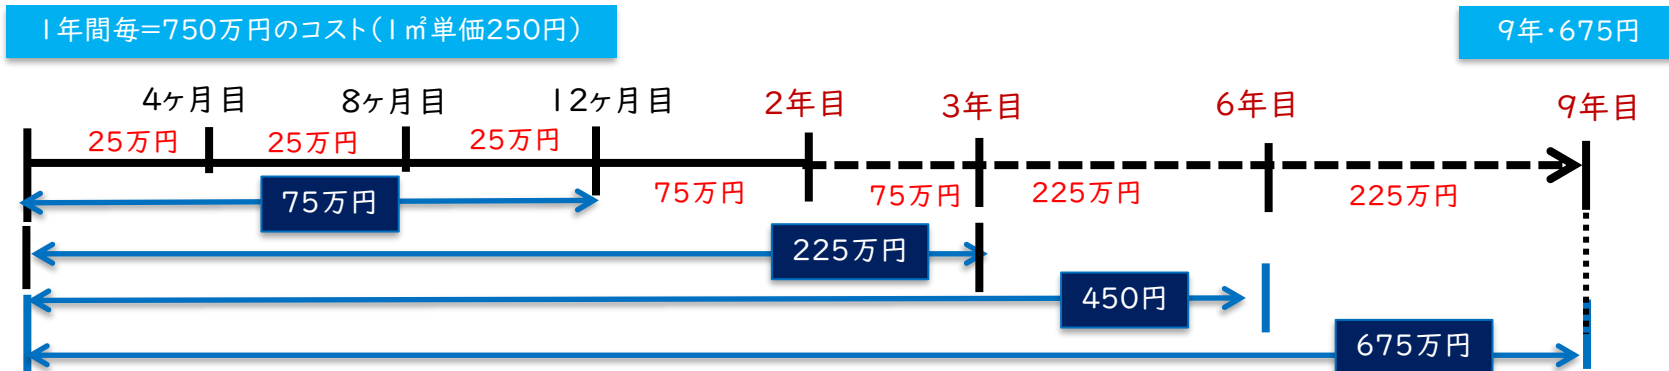 1年間毎=750万円のコスト(1㎡単価250円)
9年・675円
4ヶ月目
8ヶ月目
12ヶ月目
2年目
3年目
6年目
9年目
25万円
25万円
25万円
75万円
75万円
225万円
225万円
75万円
225万円
450円
675万円